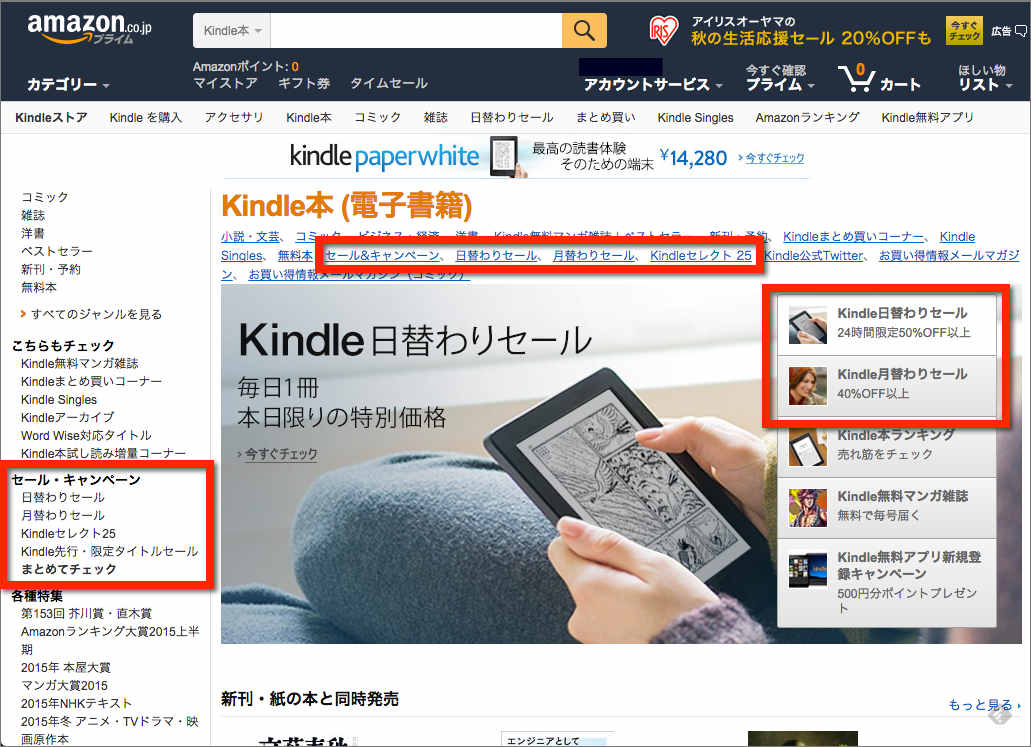 amazon.co.jp
プライム
Kindle本
アイリスオーヤマの
秋の生活応援セール 20%OFFも
今すぐ
チェック
広告
カテゴリー
Amazonポイント: 0
マイストア ギフト券 タイムセール
アカウントサービス
今すぐ確認
プライム
0
カート
ほしい物
リスト
Kindleストア Kindle を購入 アクセサリ Kindle本 コミック 雑誌 日替わりセール まとめ買い Kindle Singles Amazonランキング Kindle無料アプリ
kindle paperwhite
最高の読書体験
そのための端末
¥14,280
›今すぐチェック
コミック
雑誌
洋書
ベストセラー
新刊・予約
無料本
すべてのジャンルを見る
こちらもチェック
Kindle無料マンガ雑誌
Kindleまとめ買いコーナー
Kindle Singles
Kindleアーカイブ
Word Wise対応タイトル
Kindle本試し読み増量コーナー
セール・キャンペーン
日替わりセール
月替わりセール
Kindleセレクト25
Kindle先行・限定タイトルセール
まとめてチェック
各種特集
第153回 芥川賞・直木賞
Amazonランキング大賞2015上半
期
2015年 本屋大賞
マンガ大賞2015
2015年NHKテキスト
2015年冬 アニメ・TVドラマ・映
画原作本
Kindle本 (電子書籍)
小説・文芸、 コミック、 ビジネス・経済、 洋書、 Kindle無料マンガ雑誌 | ベストセラー、 新刊・予約、 Kindleまとめ買いコーナー、 Kindle
Singles、 無料本、 セール&キャンペーン、 日替わりセール、 月替わりセール、 Kindleセレクト 25 Kindle公式Twitter、 お買い得情報メールマガジ
ン、 お買い得情報メールマガジン（コミック）
Kindle日替わりセール
毎日1冊
本日限りの特別価格
›今すぐチェック
Kindle日替わりセール
24時間限定50%OFF以上
Kindle月替わりセール
40%OFF以上
Kindle本ランキング
売れ筋をチェック
Kindle無料マンガ雑誌
無料で毎号届く
Kindle無料アプリ新規登
録キャンペーン
500円分ポイントプレゼン
ト
新刊・紙の本と同時発売
もっと見る
エンジニアとして